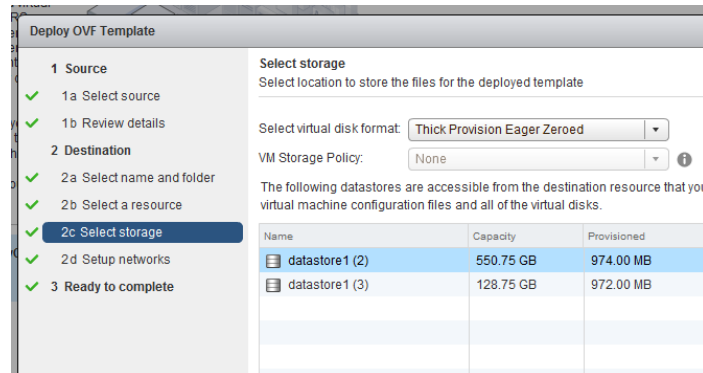 Deploy OVF Template
1 Source
1a Select source
1b Review details
2 Destination
2a Select name and folder
2b Select a resource
2c Select storage
2d Setup networks
3 Ready to complete
Select storage
Select location to store the files for the deployed template
Select virtual disk format: Thick Provision Eager Zeroed
VM Storage Policy: None
The following datastores are accessible from the destination resource that you
virtual machine configuration files and all of the virtual disks.
Name Capacity Provisioned
datastore1 (2) 550.75 GB 974.00 MB
datastore1 (3) 128.75 GB 972.00 MB